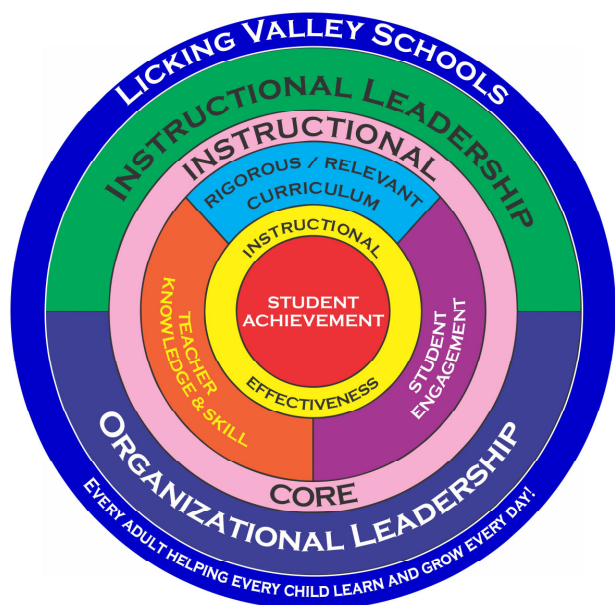 LICKING VALLEY SCHOOLS
INSTRUCTIONAL LEADERSHIP
INSTRUCTIONAL
RIGOROUS / RELEVANT
CURRICULUM
INSTRUCTIONAL
STUDENT
ACHIEVEMENT
EFFECTIVENESS
TEACHER
KNOWLEDGE & SKILL
STUDENT
ENGAGEMENT
CORE
ORGANIZATIONAL LEADERSHIP
EVERY ADULT HELPING EVERY CHILD LEARN AND GROW EVERY DAY!